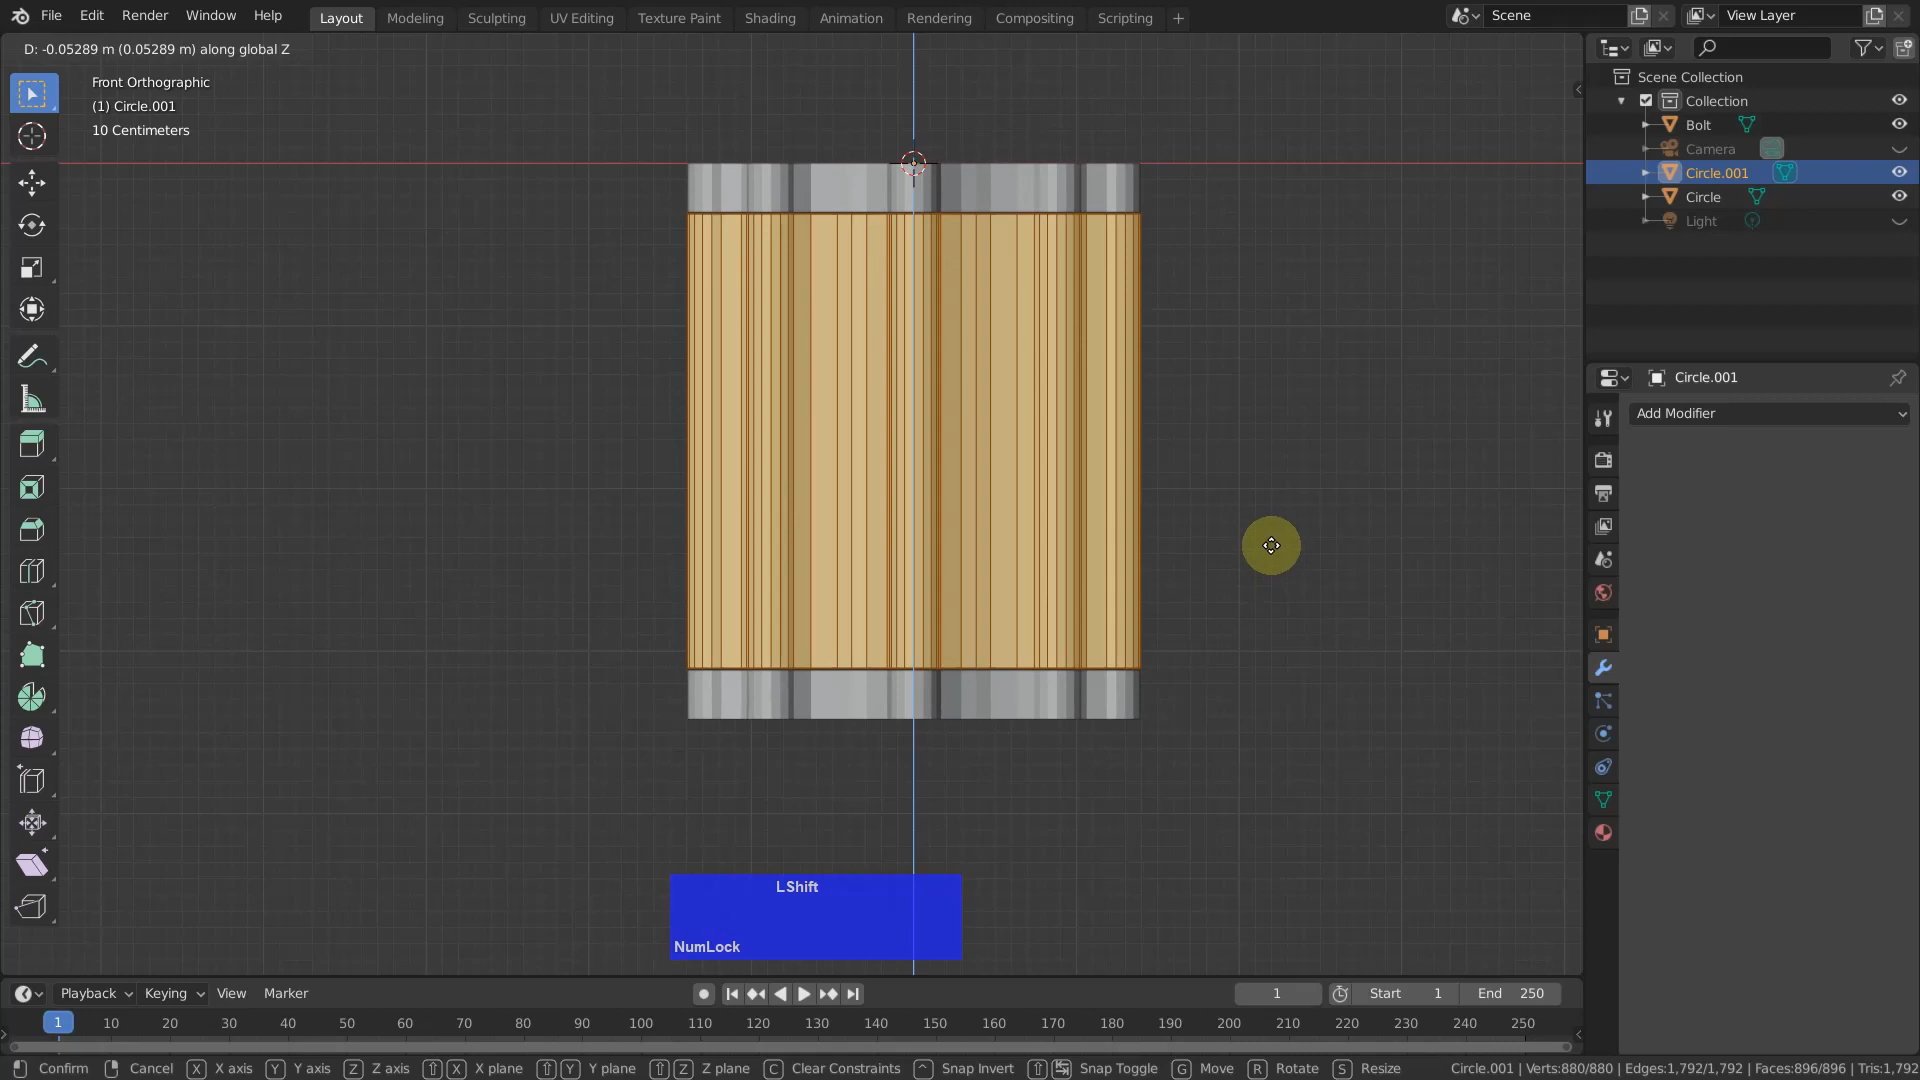 File Edit Render Window Help Layout Modeling Sculpting UV Editing Texture Paint Shading Animation Rendering Compositing Scripting + Scene View Layer
D: -0.05289 m (0.05289 m) along global Z
Front Orthographic
(1) Circle.001
10 Centimeters
Scene Collection
Collection
Bolt
Camera
Circle.001
Circle
Light
Circle.001
Add Modifier
LShift
NumLock
Playback Keying View Marker 1 Start 1 End 250
1 10 20 30 40 50 60 70 80 90 100 110 120 130 140 150 160 170 180 190 200 210 220 230 240 250
Confirm Cancel X X axis Y Y axis Z Z axis X X plane Y Y plane Z Z plane C Clear Constraints Snap Invert Snap Toggle G Move R Rotate S Resize Circle.001 | Verts:880/880 | Edges:1,792/1,792 | Faces:896/896 | Tris:1,792